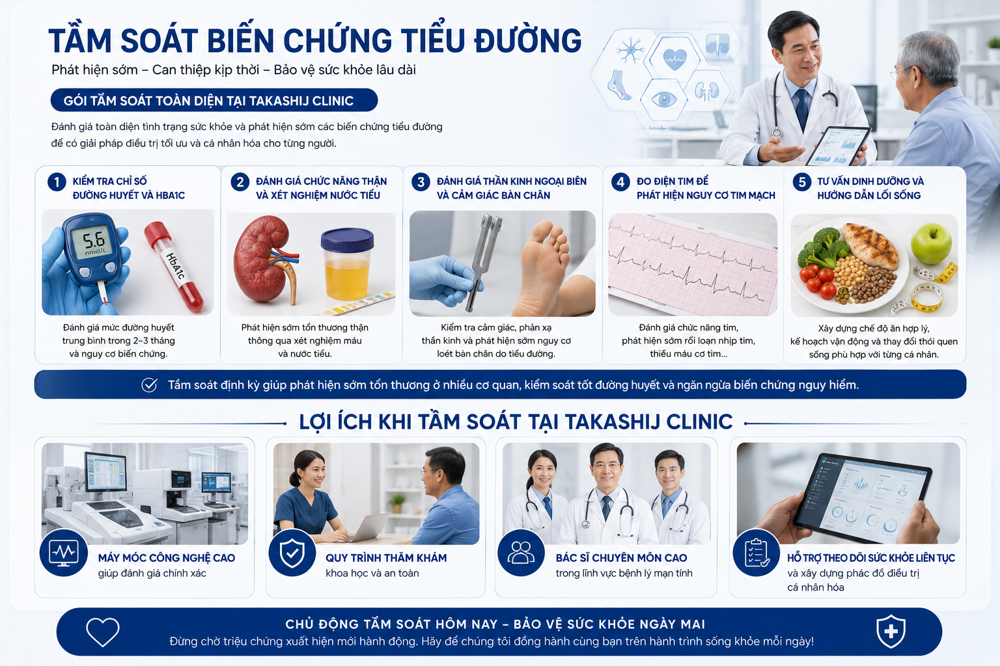 TẦM SOÁT BIẾN CHỨNG TIỂU ĐƯỜNG
Phát hiện sớm – Can thiệp kịp thời – Bảo vệ sức khỏe lâu dài
GÓI TẦM SOÁT TOÀN DIỆN TẠI TAKASHIJ CLINIC
Đánh giá toàn diện tình trạng sức khỏe và phát hiện sớm các biến chứng tiểu đường
để có giải pháp điều trị tối ưu và cá nhân hóa cho từng người.
1 KIỂM TRA CHỈ SỐ
ĐƯỜNG HUYẾT VÀ HBA1C
5.6
HbA1c
Đánh giá mức đường huyết
trung bình trong 2–3 tháng
và nguy cơ biến chứng.
2 ĐÁNH GIÁ CHỨC NĂNG THẬN
VÀ XÉT NGHIỆM NƯỚC TIỂU
Phát hiện sớm tổn thương thận
thông qua xét nghiệm máu
và nước tiểu.
3 ĐÁNH GIÁ THẦN KINH NGOẠI BIÊN
VÀ CẢM GIÁC BÀN CHÂN
Kiểm tra cảm giác, phản xạ
thần kinh và phát hiện sớm nguy cơ
loét bàn chân do tiểu đường.
4 ĐO ĐIỆN TIM ĐỂ
PHÁT HIỆN NGUY CƠ TIM MẠCH
Đánh giá chức năng tim,
phát hiện sớm rối loạn nhịp tim,
thiếu máu cơ tim...
5 TƯ VẤN DINH DƯỠNG VÀ
HƯỚNG DẪN LỐI SỐNG
Xây dựng chế độ ăn hợp lý,
kế hoạch vận động và thay đổi thói quen
sống phù hợp với từng cá nhân.
Tầm soát định kỳ giúp phát hiện sớm tổn thương ở nhiều cơ quan, kiểm soát tốt đường huyết và ngăn ngừa biến chứng nguy hiểm.
LỢI ÍCH KHI TẦM SOÁT TẠI TAKASHIJ CLINIC
MÁY MÓC CÔNG NGHỆ CAO
giúp đánh giá chính xác
QUY TRÌNH THĂM KHÁM
khoa học và an toàn
BÁC SĨ CHUYÊN MÔN CAO
trong lĩnh vực bệnh lý mạn tính
HỖ TRỢ THEO DÕI SỨC KHỎE LIÊN TỤC
và xây dựng phác đồ điều trị
cá nhân hóa
CHỦ ĐỘNG TẦM SOÁT HÔM NAY – BẢO VỆ SỨC KHỎE NGÀY MAI
Đừng chờ triệu chứng xuất hiện mới hành động. Hãy để chúng tôi đồng hành cùng bạn trên hành trình sống khỏe mỗi ngày!